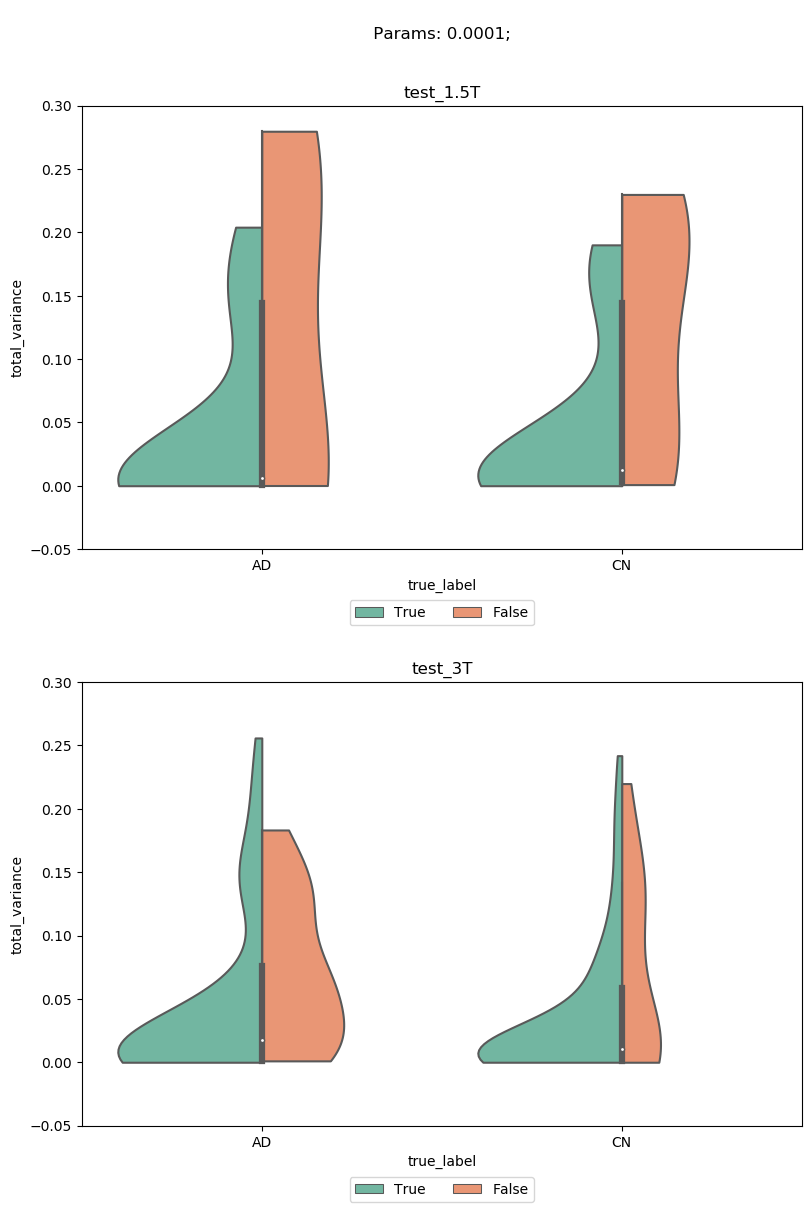 Params: 0.0001;
test_1.5T
0.30
0.25
0.20
0.15
0.10
0.05
0.00
−0.05
total_variance
AD CN
true_label
True False
test_3T
0.30
0.25
0.20
0.15
0.10
0.05
0.00
−0.05
total_variance
AD CN
true_label
True False